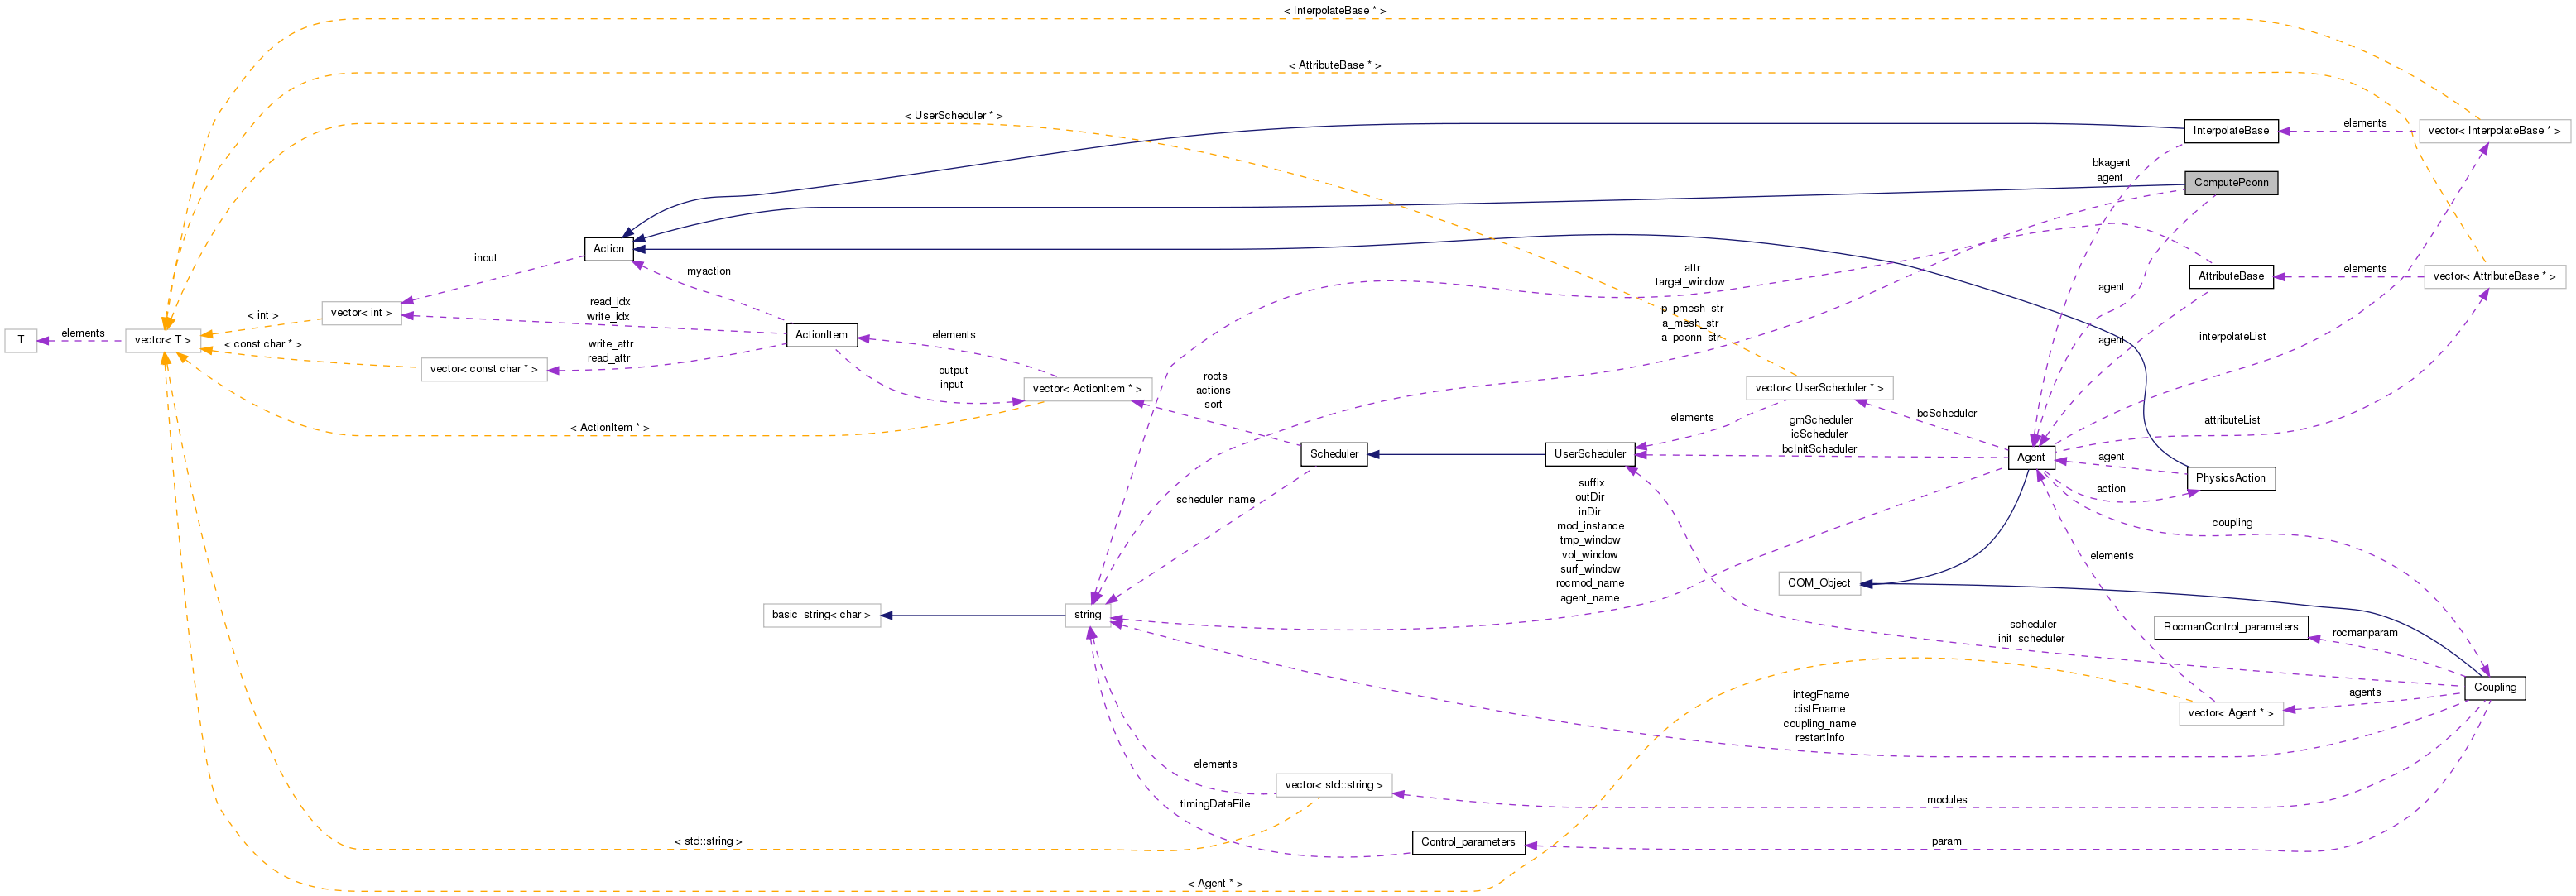 < InterpolateBase * >
< AttributeBase * >
< UserScheduler * >
InterpolateBase
elements
vector< InterpolateBase * >
bkagent
agent
ComputePconn
Action
inout
myaction
attr
target_window
AttributeBase
elements
vector< AttributeBase * >
agent
read_idx
write_idx
vector< int >
< int >
p_pmesh_str
a_mesh_str
a_pconn_str
T
elements
vector< T >
< const char * >
ActionItem
elements
agent
interpolateList
write_attr
read_attr
vector< const char * >
output
input
vector< ActionItem * >
roots
actions
sort
vector< UserScheduler * >
bcScheduler
attributeList
< ActionItem * >
elements
gmScheduler
icScheduler
bcInitScheduler
Scheduler
UserScheduler
Agent
agent
PhysicsAction
action
scheduler_name
suffix
outDir
inDir
mod_instance
tmp_window
vol_window
surf_window
rocmod_name
agent_name
coupling
elements
COM_Object
basic_string< char >
string
scheduler
init_scheduler
RocmanControl_parameters
rocmanparam
integFname
distFname
coupling_name
restartInfo
vector< Agent * >
agents
Coupling
elements
vector< std::string >
timingDataFile
modules
< std::string >
Control_parameters
param
< Agent * >